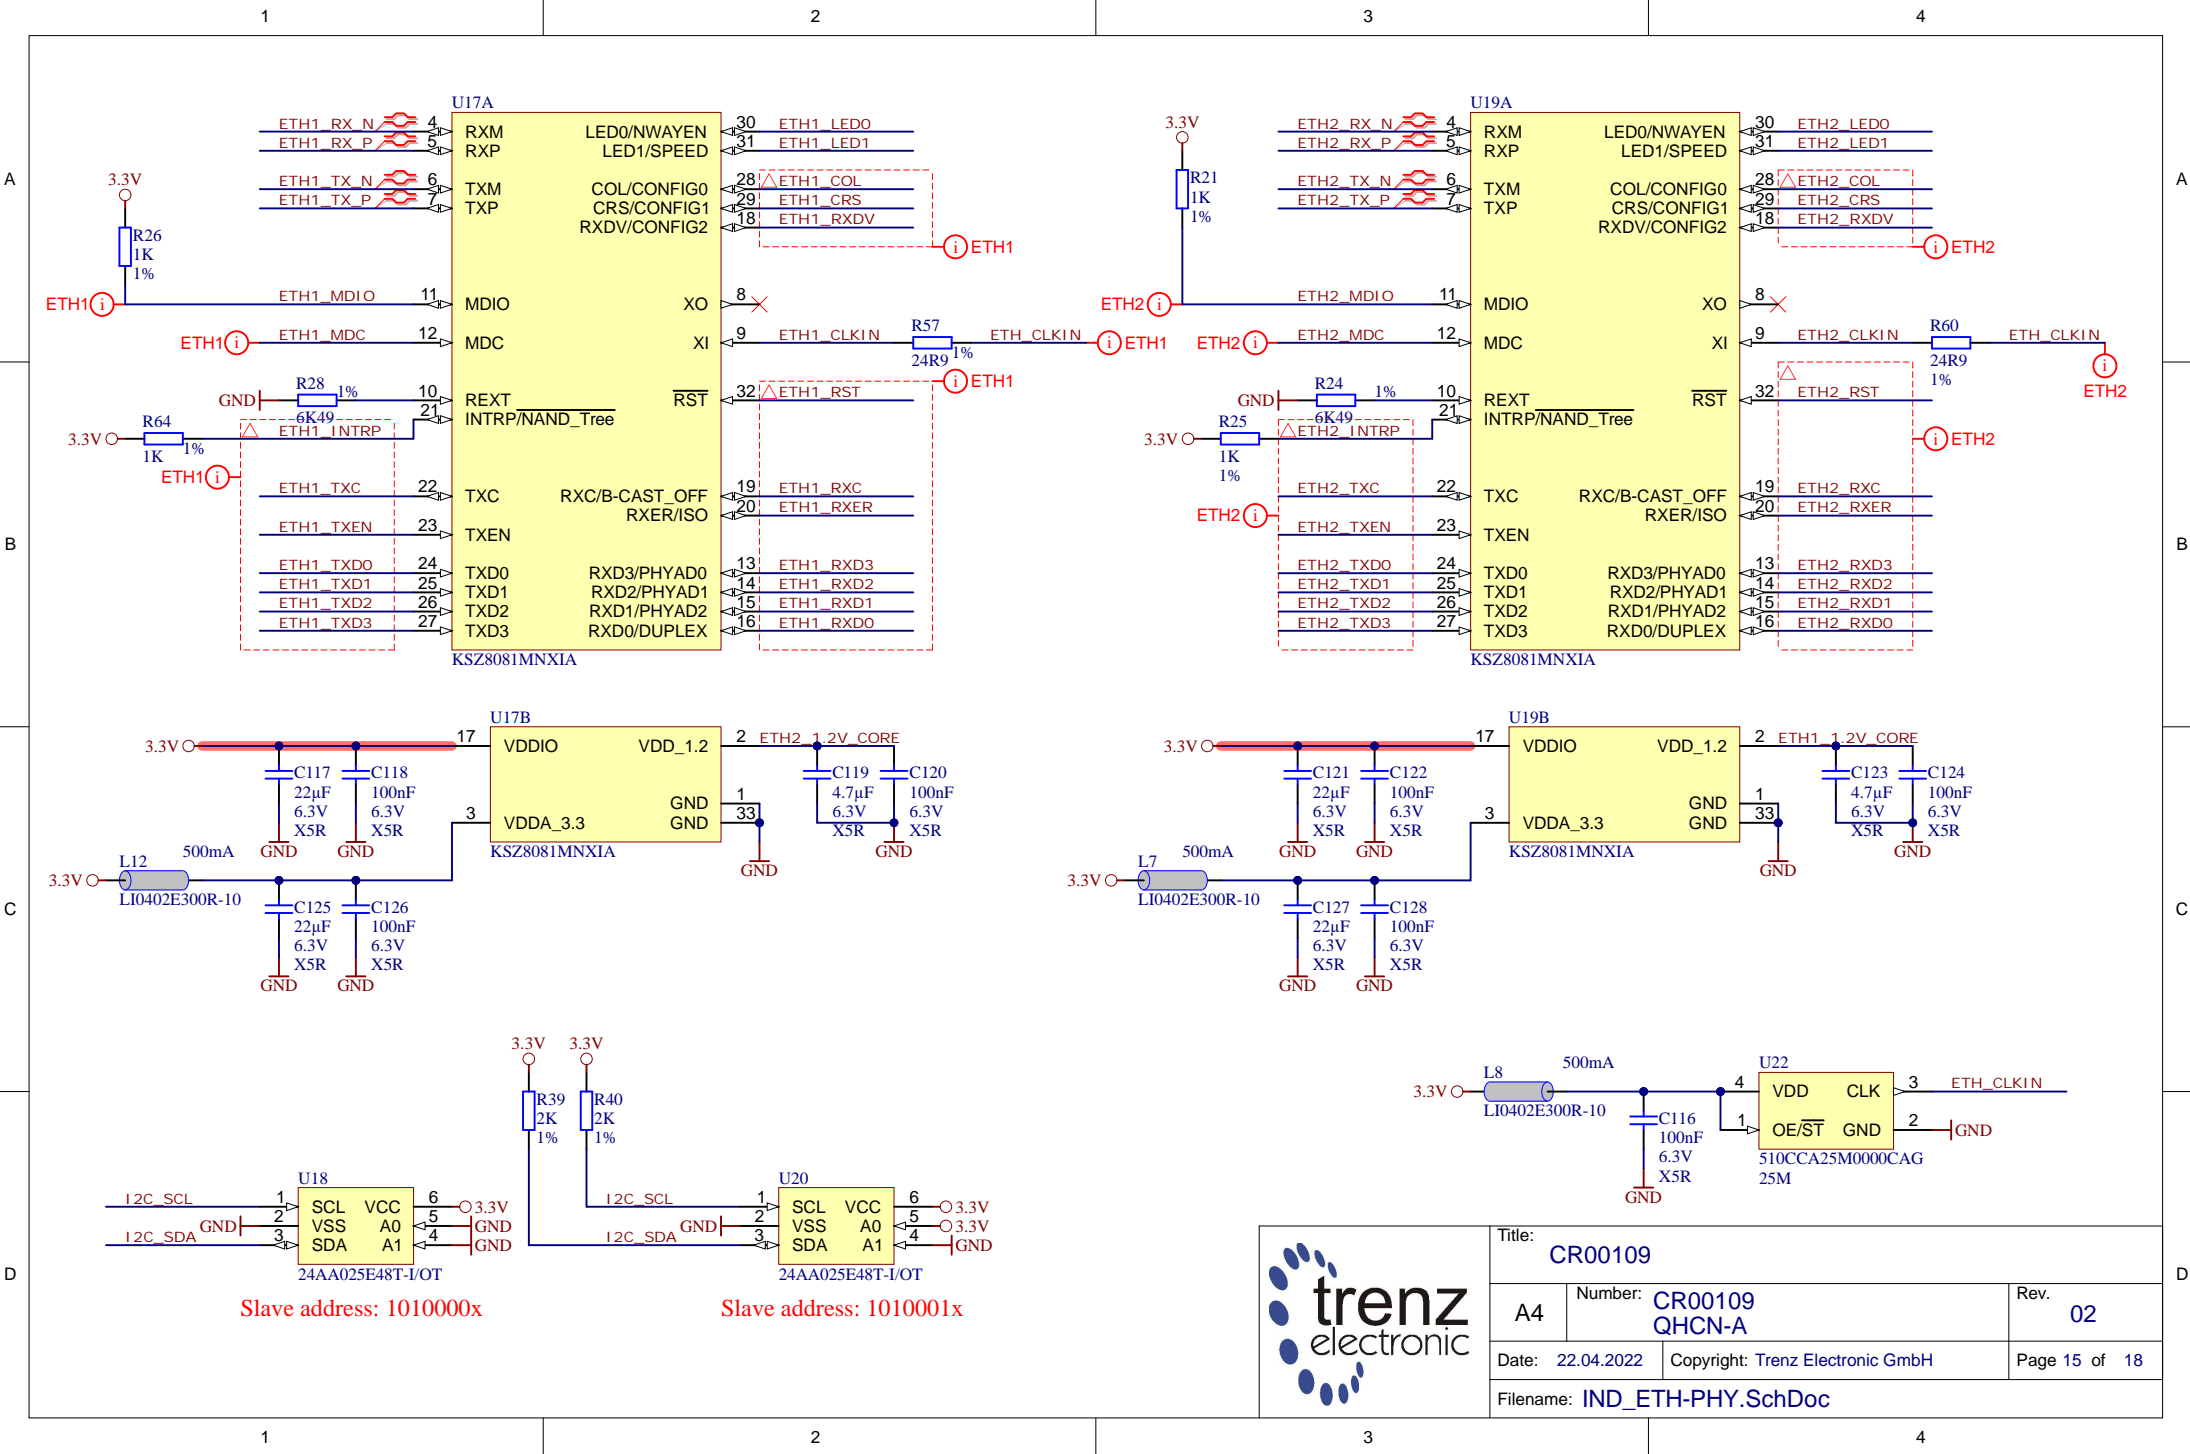 1 2 3 4
A A
B B
C C
D D
1 2 3 4
U17A
ETH1_RX_N 4 RXM
ETH1_RX_P 5 RXP
ETH1_TX_N 6 TXM
ETH1_TX_P 7 TXP
3.3V
R26
1K
1%
ETH1 i ETH1_MDIO 11 MDIO
ETH1 i ETH1_MDC 12 MDC
GND R28 1% 6K49 10 REXT
3.3V R64 1K 1% ETH1_INTRP 21 INTRP/NAND_Tree
ETH1 i
ETH1_TXC 22 TXC
ETH1_TXEN 23 TXEN
ETH1_TXD0 24 TXD0
ETH1_TXD1 25 TXD1
ETH1_TXD2 26 TXD2
ETH1_TXD3 27 TXD3
LED0/NWAYEN 30 ETH1_LED0
LED1/SPEED 31 ETH1_LED1
COL/CONFIG0 28 ETH1_COL
CRS/CONFIG1 29 ETH1_CRS
RXDV/CONFIG2 18 ETH1_RXDV
i ETH1
XO 8
XI 9 ETH1_CLKIN R57 24R9 1% ETH_CLKIN i ETH1
i ETH1
RST 32 ETH1_RST
RXC/B-CAST_OFF 19 ETH1_RXC
RXER/ISO 20 ETH1_RXER
RXD3/PHYAD0 13 ETH1_RXD3
RXD2/PHYAD1 14 ETH1_RXD2
RXD1/PHYAD2 15 ETH1_RXD1
RXD0/DUPLEX 16 ETH1_RXD0
KSZ8081MNXIA
U19A
ETH2_RX_N 4 RXM
ETH2_RX_P 5 RXP
ETH2_TX_N 6 TXM
ETH2_TX_P 7 TXP
3.3V
R21
1K
1%
ETH2 i ETH2_MDIO 11 MDIO
ETH2 i ETH2_MDC 12 MDC
GND R24 1% 6K49 10 REXT
3.3V R25 1K 1% ETH2_INTRP 21 INTRP/NAND_Tree
ETH2 i
ETH2_TXC 22 TXC
ETH2_TXEN 23 TXEN
ETH2_TXD0 24 TXD0
ETH2_TXD1 25 TXD1
ETH2_TXD2 26 TXD2
ETH2_TXD3 27 TXD3
LED0/NWAYEN 30 ETH2_LED0
LED1/SPEED 31 ETH2_LED1
COL/CONFIG0 28 ETH2_COL
CRS/CONFIG1 29 ETH2_CRS
RXDV/CONFIG2 18 ETH2_RXDV
i ETH2
XO 8
XI 9 ETH2_CLKIN R60 24R9 1% ETH_CLKIN i ETH2
RST 32 ETH2_RST
i ETH2
RXC/B-CAST_OFF 19 ETH2_RXC
RXER/ISO 20 ETH2_RXER
RXD3/PHYAD0 13 ETH2_RXD3
RXD2/PHYAD1 14 ETH2_RXD2
RXD1/PHYAD2 15 ETH2_RXD1
RXD0/DUPLEX 16 ETH2_RXD0
KSZ8081MNXIA
U17B
3.3V 17 VDDIO VDD_1.2 2 ETH2_1.2V_CORE
C117 22µF 6.3V X5R GND
C118 100nF 6.3V X5R GND
C119 4.7µF 6.3V X5R
C120 100nF 6.3V X5R GND
3 VDDA_3.3 GND 1
GND 33
GND
KSZ8081MNXIA
3.3V L12 500mA
LI0402E300R-10
C125 22µF 6.3V X5R GND
C126 100nF 6.3V X5R GND
U19B
3.3V 17 VDDIO VDD_1.2 2 ETH1_1.2V_CORE
C121 22µF 6.3V X5R GND
C122 100nF 6.3V X5R GND
C123 4.7µF 6.3V X5R
C124 100nF 6.3V X5R GND
3 VDDA_3.3 GND 1
GND 33
GND
KSZ8081MNXIA
3.3V L7 500mA
LI0402E300R-10
C127 22µF 6.3V X5R GND
C128 100nF 6.3V X5R GND
3.3V 3.3V
R39 2K 1%
R40 2K 1%
U18
I2C_SCL 1 SCL VCC 6 3.3V
GND 2 VSS A0 5 GND
I2C_SDA 3 SDA A1 4 GND
24AA025E48T-I/OT
Slave address: 1010000x
U20
I2C_SCL 1 SCL VCC 6 3.3V
GND 2 VSS A0 5 3.3V
I2C_SDA 3 SDA A1 4 GND
24AA025E48T-I/OT
Slave address: 1010001x
3.3V L8 500mA
LI0402E300R-10
C116 100nF 6.3V X5R GND
U22
4 VDD CLK 3 ETH_CLKIN
1 OE/ST GND 2 GND
510CCA25M0000CAG
25M
trenz
electronic
Title:
CR00109
A4
Number: CR00109
QHCN-A
Rev.
02
Date: 22.04.2022 Copyright: Trenz Electronic GmbH Page 15 of 18
Filename: IND_ETH-PHY.SchDoc